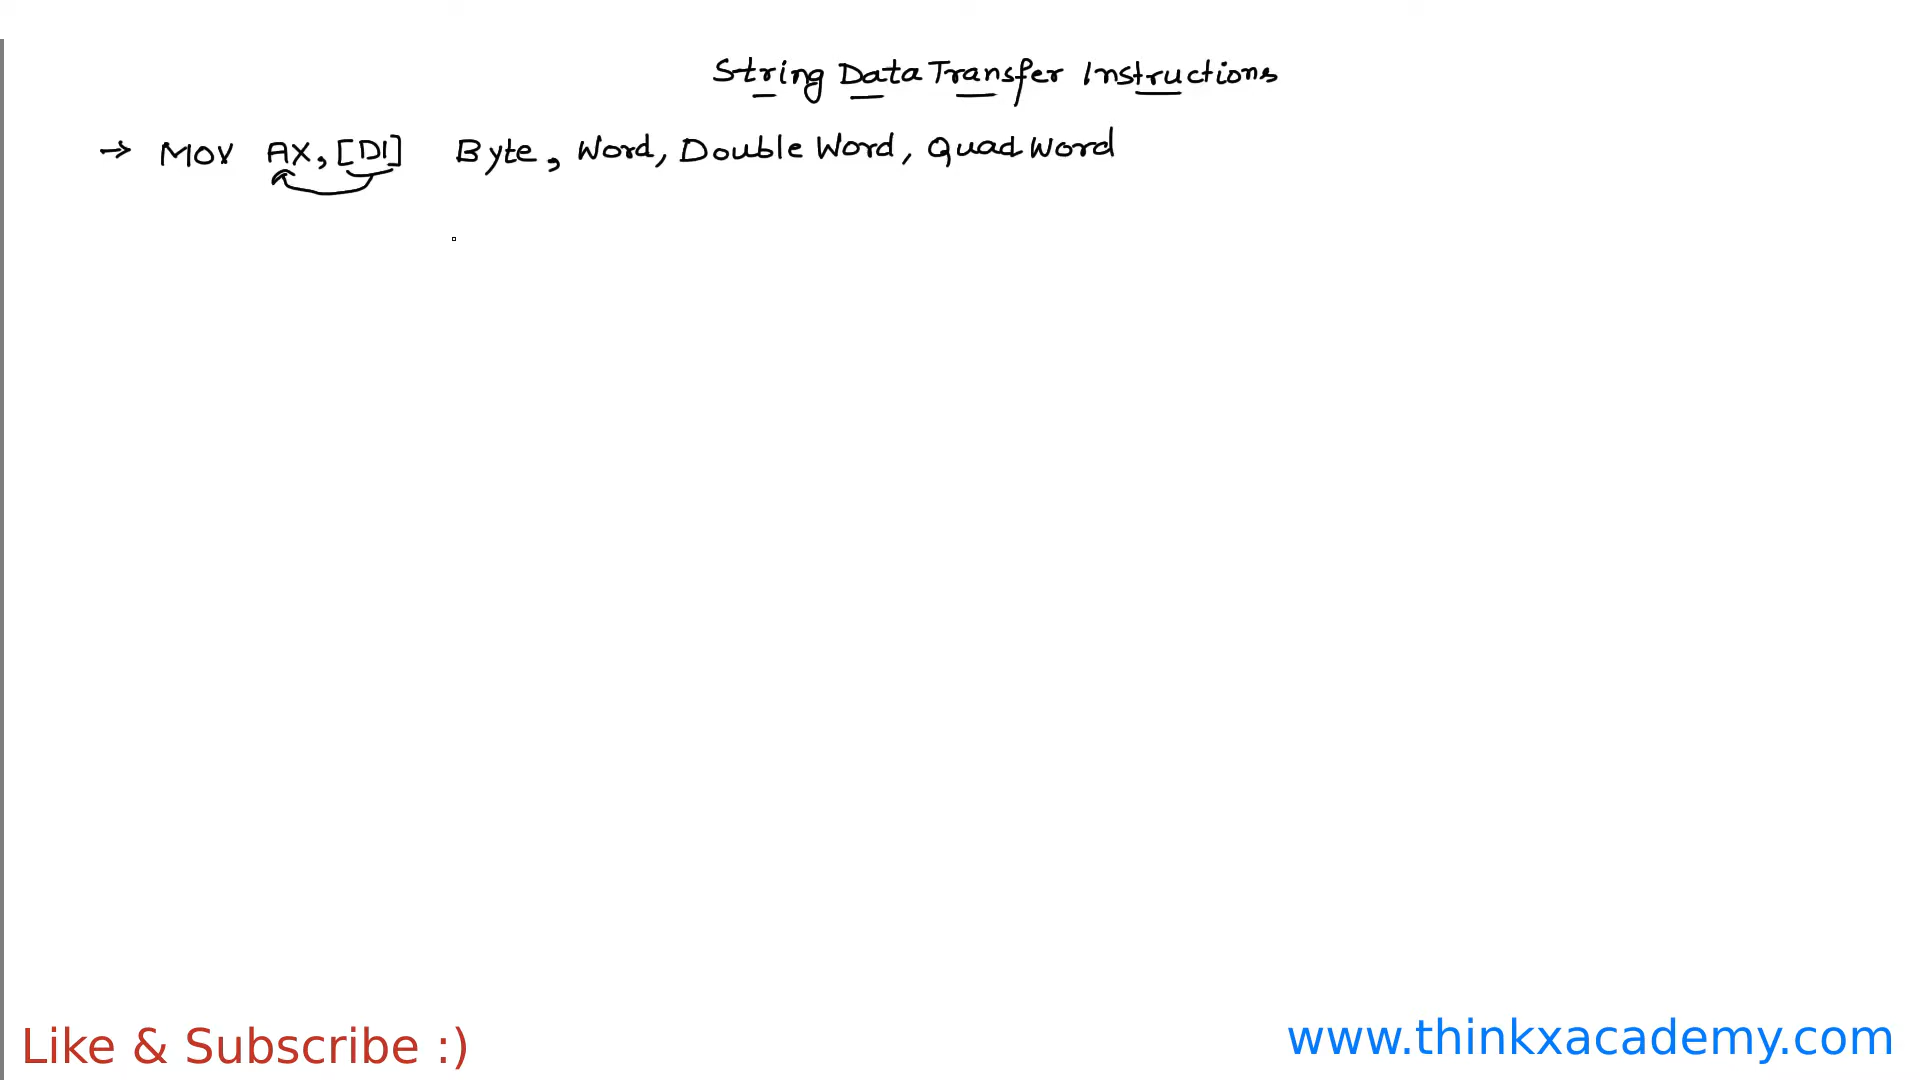 String Data Transfer Instructions
→ MOV AX, [DI] Byte, Word, Double Word, Quad Word
Like & Subscribe :)
www.thinkxacademy.com